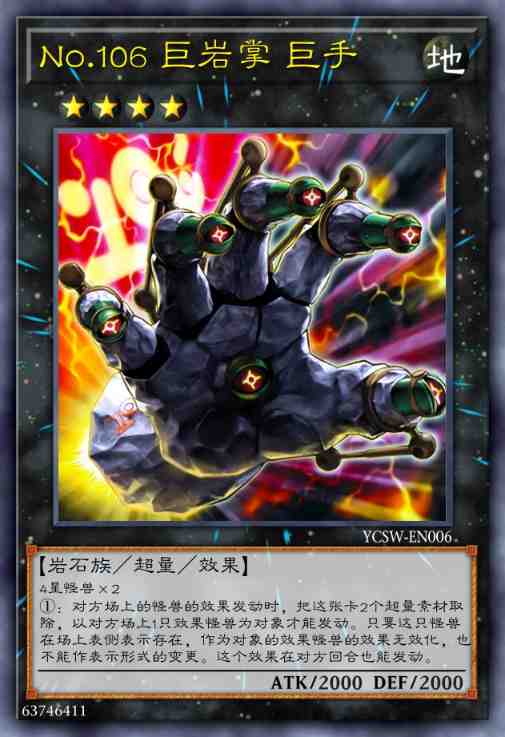 No.106 巨岩掌 巨手
地
YCSW-EN006
【岩石族／超量／效果】
4星怪兽×2
①：对方场上的怪兽的效果发动时，把这张卡2个超量素材取
除，以对方场上1只效果怪兽为对象才能发动。只要这只怪兽
在场上表侧表示存在，作为对象的效果怪兽的效果无效化，也
不能作表示形式的变更。这个效果在对方回合也能发动。
ATK/2000 DEF/2000
63746411